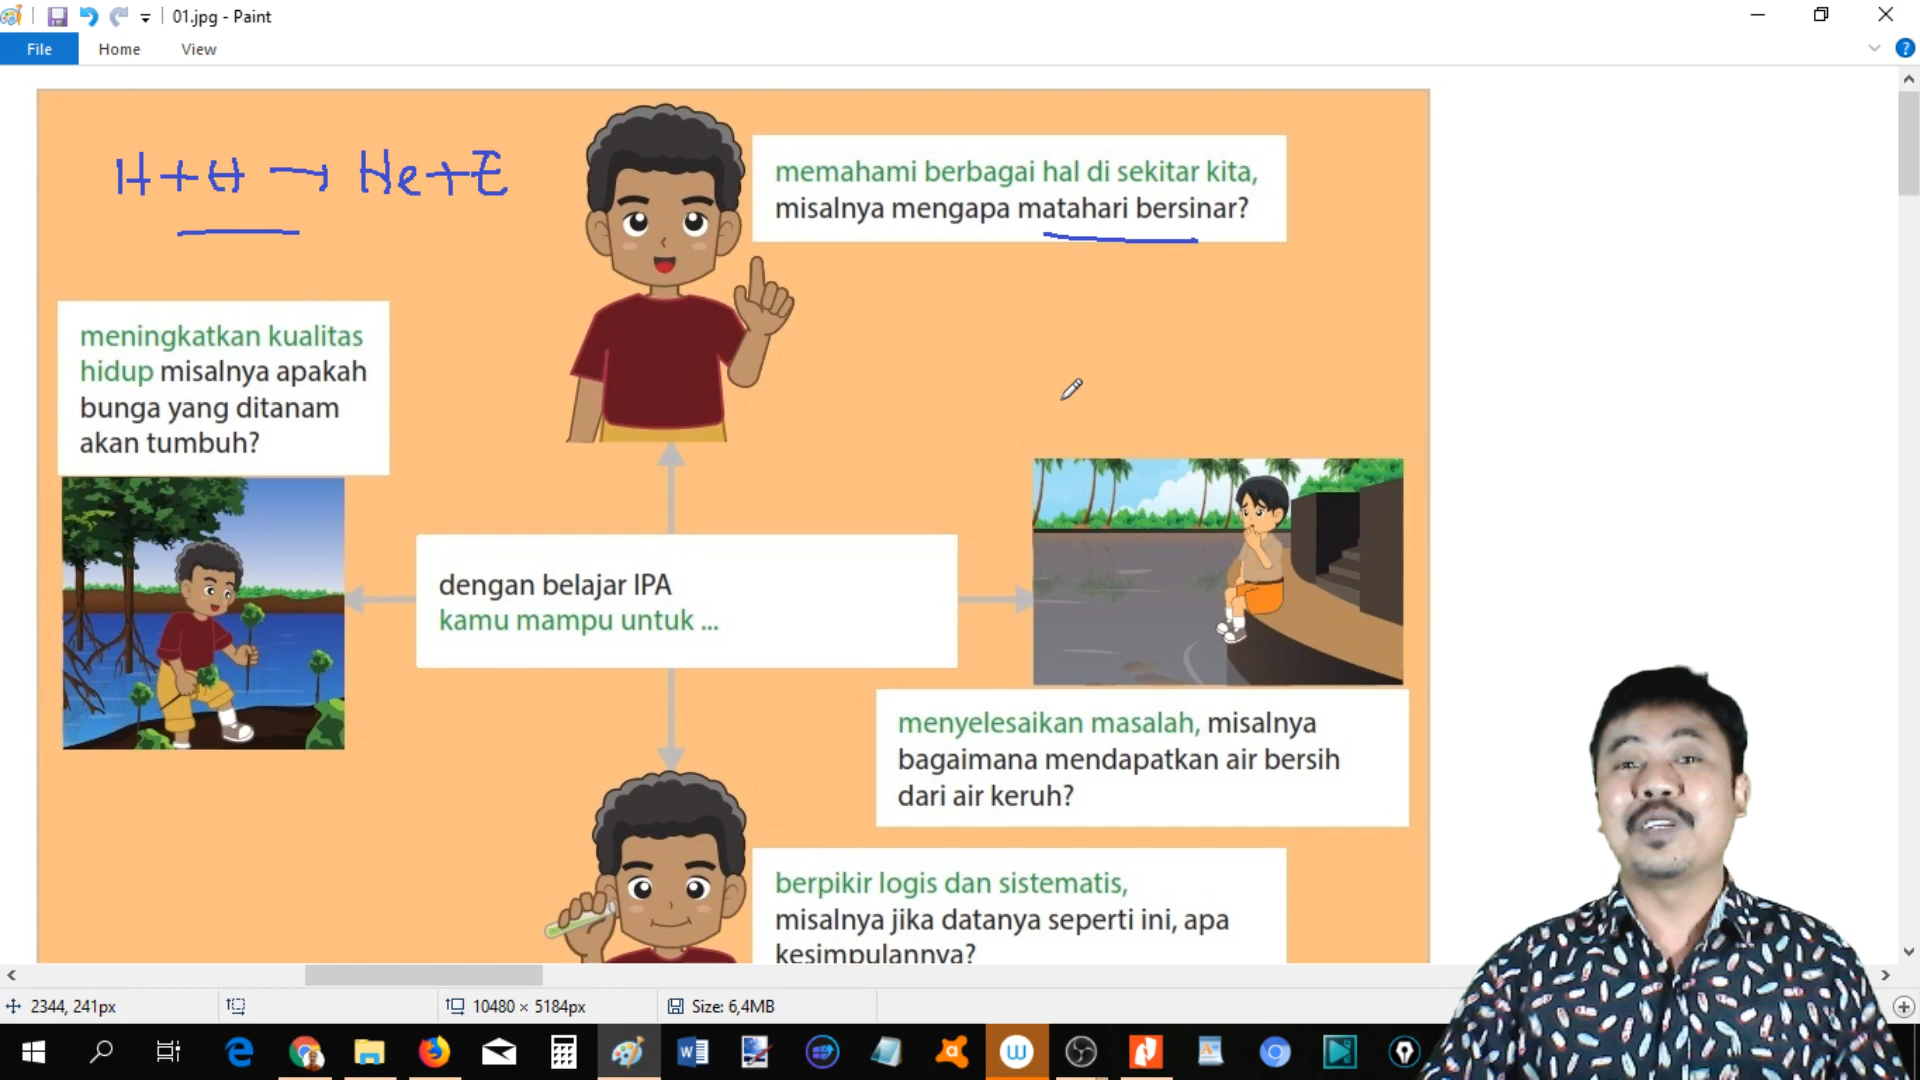 01.jpg - Paint
File
Home
View
H + H → He + E
memahami berbagai hal di sekitar kita,
misalnya mengapa matahari bersinar?
meningkatkan kualitas
hidup misalnya apakah
bunga yang ditanam
akan tumbuh?
dengan belajar IPA
kamu mampu untuk ...
menyelesaikan masalah, misalnya
bagaimana mendapatkan air bersih
dari air keruh?
berpikir logis dan sistematis,
misalnya jika datanya seperti ini, apa
kesimpulannya?
2344, 241px
10480 × 5184px
Size: 6,4MB